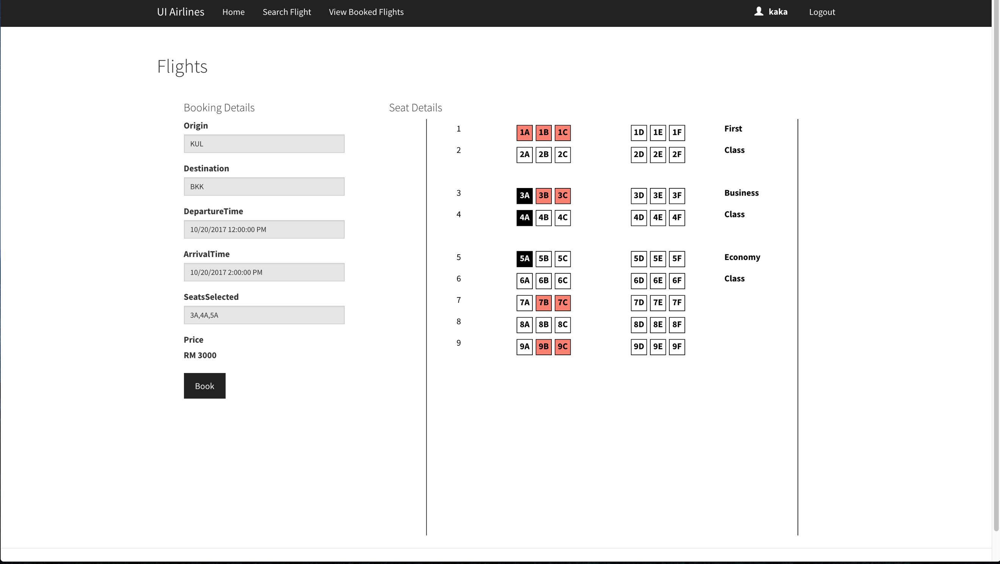 UI Airlines Home Search Flight View Booked Flights kaka Logout
Flights
Booking Details
Origin
KUL
Destination
BKK
DepartureTime
10/20/2017 12:00:00 PM
ArrivalTime
10/20/2017 2:00:00 PM
SeatsSelected
3A,4A,5A
Price
RM 3000
Book
Seat Details
1 1A 1B 1C 1D 1E 1F First
2 2A 2B 2C 2D 2E 2F Class
3 3A 3B 3C 3D 3E 3F Business
4 4A 4B 4C 4D 4E 4F Class
5 5A 5B 5C 5D 5E 5F Economy
6 6A 6B 6C 6D 6E 6F Class
7 7A 7B 7C 7D 7E 7F
8 8A 8B 8C 8D 8E 8F
9 9A 9B 9C 9D 9E 9F